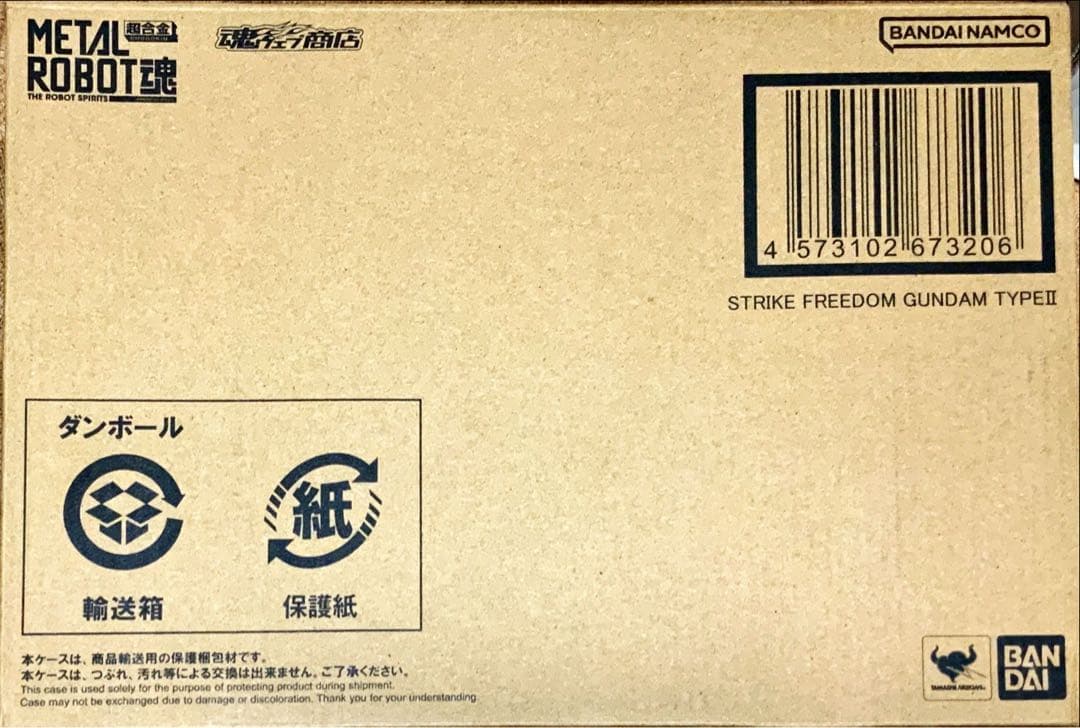 METAL 超合金
ROBOT魂
THE ROBOT SPIRITS
魂ウェブ商店
BANDAI NAMCO
4 573102 673206
STRIKE FREEDOM GUNDAM TYPEⅡ
ダンボール
紙
輸送箱
保護紙
本ケースは、商品輸送用の保護梱包材です。
本ケースは、つぶれ、汚れ等による交換は出来ません。ご了承ください。
This case is used solely for the purpose of protecting product during shipment.
Case may not be exchanged due to damage or discoloration. Thank you for your understanding.
TAMASHII NATIONS
BAN
DAI